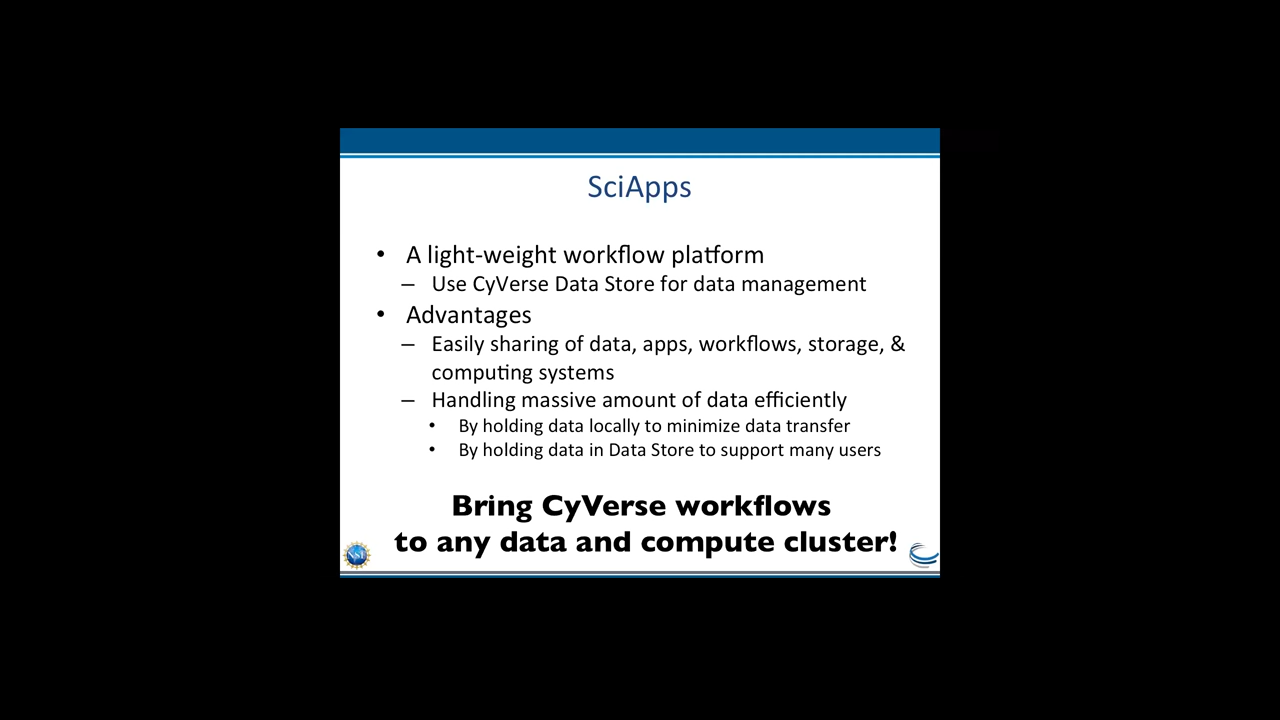 SciApps
• A light-weight workflow platform
– Use CyVerse Data Store for data management
• Advantages
– Easily sharing of data, apps, workflows, storage, &
computing systems
– Handling massive amount of data efficiently
• By holding data locally to minimize data transfer
• By holding data in Data Store to support many users
Bring CyVerse workflows
to any data and compute cluster!
NSF